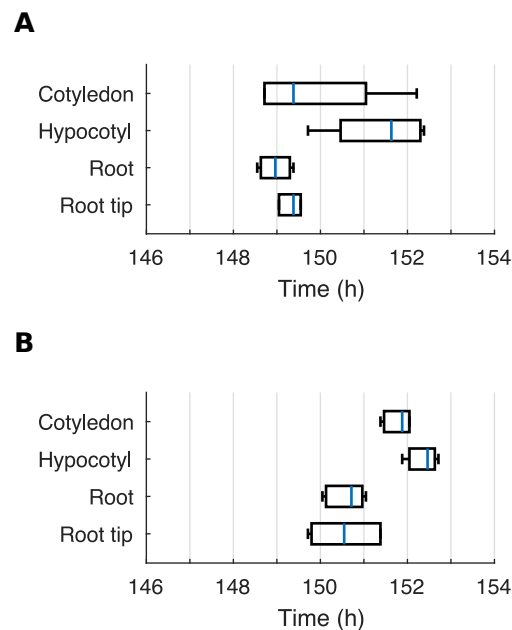 A
Cotyledon
Hypocotyl
Root
Root tip
146 148 150 152 154
Time (h)
B
Cotyledon
Hypocotyl
Root
Root tip
146 148 150 152 154
Time (h)